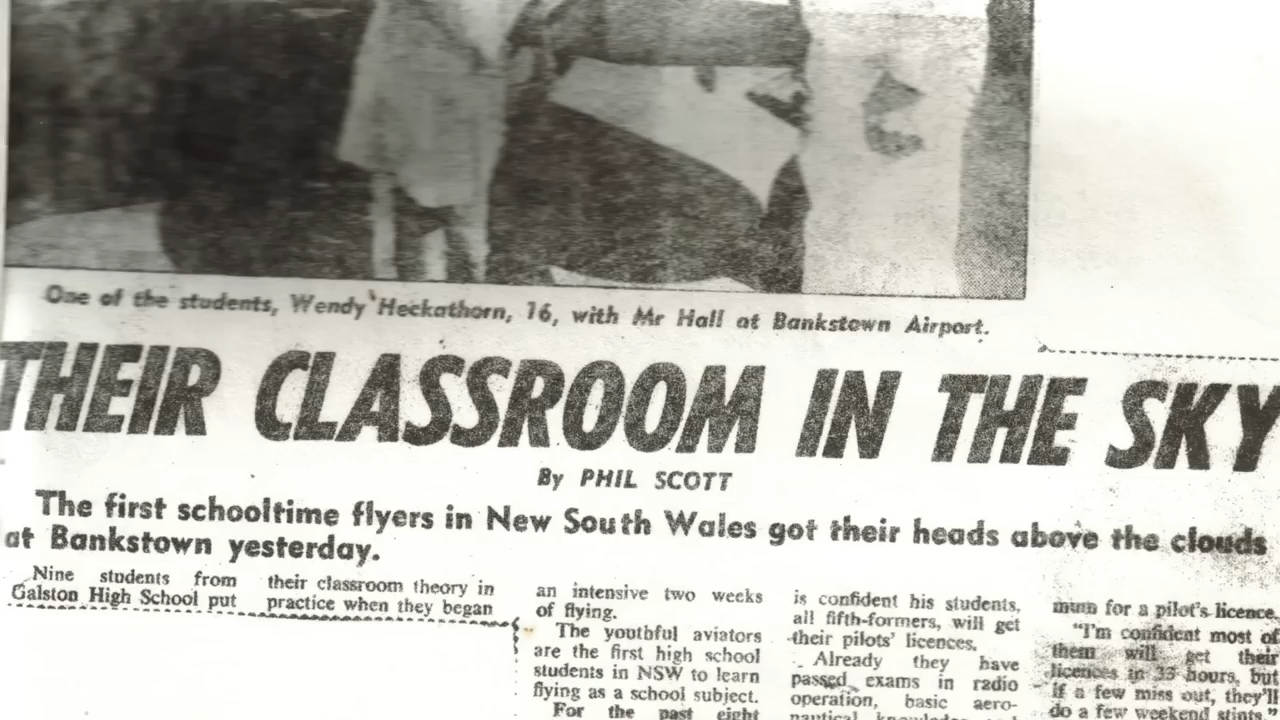 One of the students, Wendy Heckathorn, 16, with Mr Hall at Bankstown Airport.
THEIR CLASSROOM IN THE SKY
By PHIL SCOTT
The first schooltime flyers in New South Wales got their heads above the clouds
at Bankstown yesterday.
Nine students from
Galston High School put
their classroom theory in
practice when they began
an intensive two weeks
of flying.
The youthful aviators
are the first high school
students in NSW to learn
flying as a school subject.
For the past eight
is confident his students,
all fifth-formers, will get
their pilots' licences.
Already they have
passed exams in radio
operation, basic aero-
nautical knowledge and
mum for a pilot's licence.
"I'm confident most of
them will get their
licences in 33 hours, but
if a few miss out, they'll
do a few weekend stints."